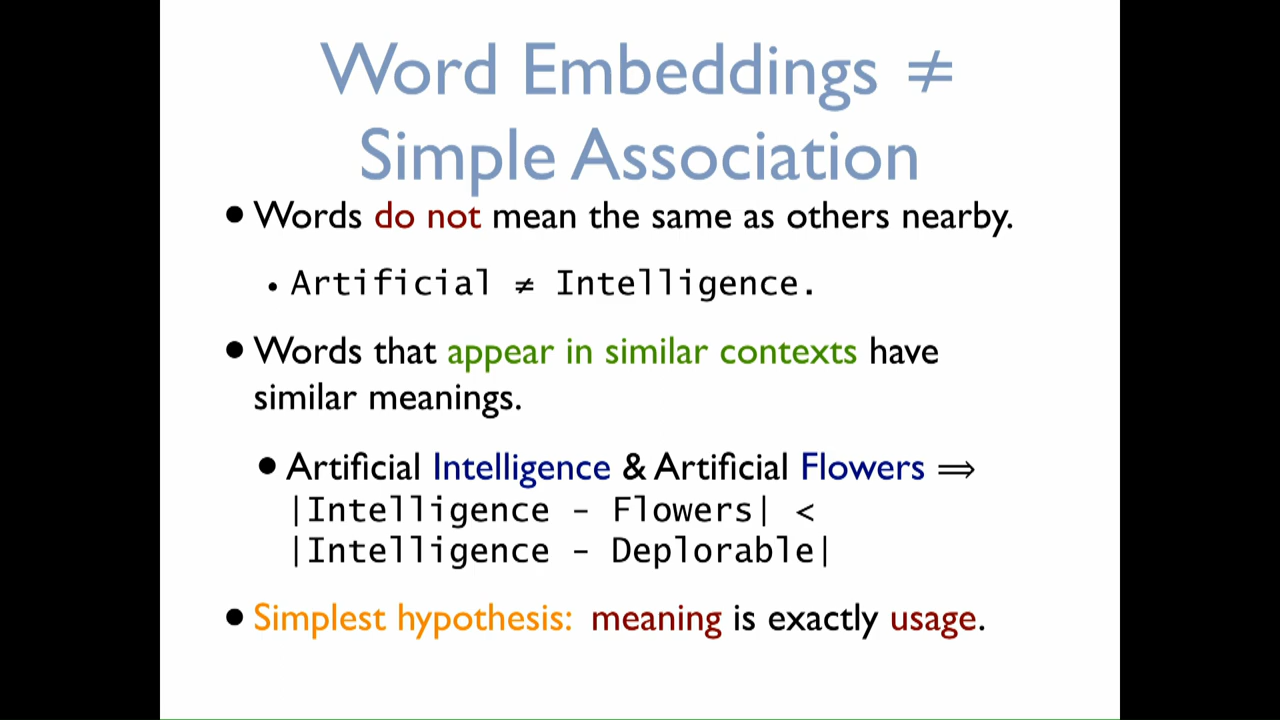 Word Embeddings ≠
Simple Association
• Words do not mean the same as others nearby.
• Artificial ≠ Intelligence.
• Words that appear in similar contexts have
similar meanings.
• Artificial Intelligence & Artificial Flowers ⟹
|Intelligence - Flowers| <
|Intelligence - Deplorable|
• Simplest hypothesis: meaning is exactly usage.